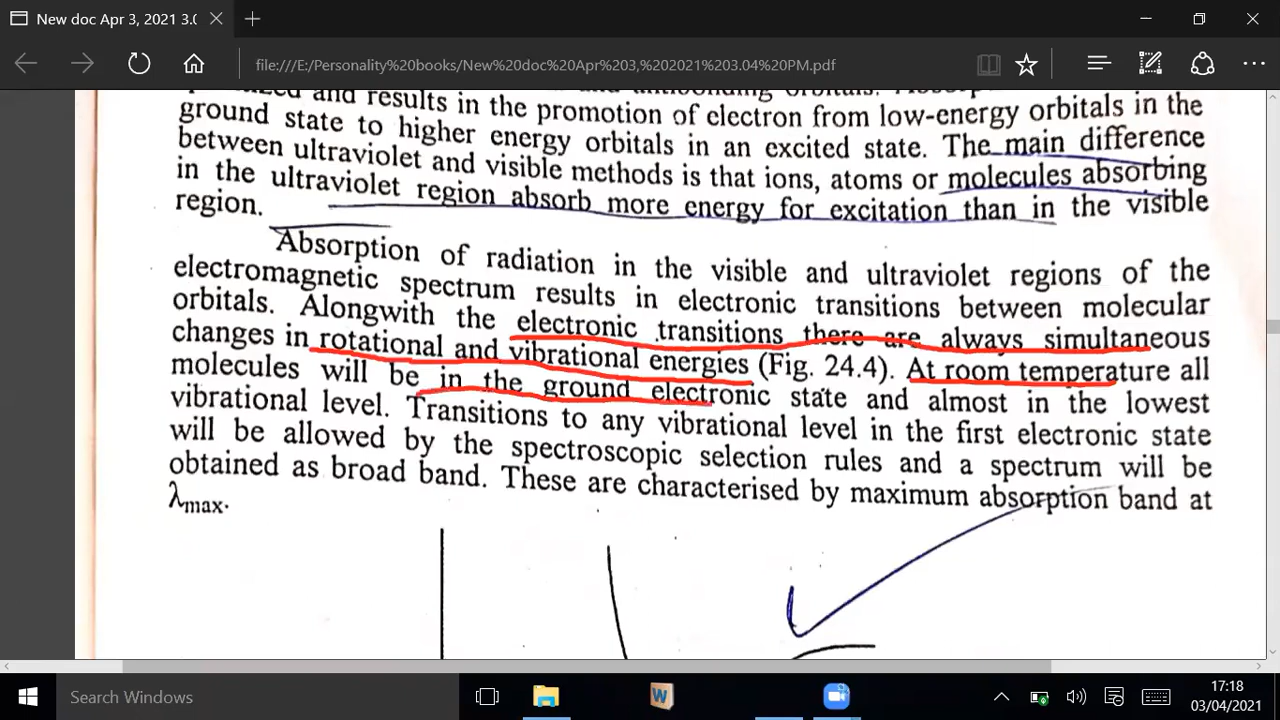 New doc Apr 3, 2021 3.0
file:///E:/Personality%20books/New%20doc%20Apr%203,%202021%203.04%20PM.pdf
and results in the promotion of electron from low-energy orbitals in the
ground state to higher energy orbitals in an excited state. The main difference
between ultraviolet and visible methods is that ions, atoms or molecules absorbing
in the ultraviolet region absorb more energy for excitation than in the visible
region.
Absorption of radiation in the visible and ultraviolet regions of the
electromagnetic spectrum results in electronic transitions between molecular
orbitals. Alongwith the electronic transitions there are always simultaneous
changes in rotational and vibrational energies (Fig. 24.4). At room temperature all
molecules will be in the ground electronic state and almost in the lowest
vibrational level. Transitions to any vibrational level in the first electronic state
will be allowed by the spectroscopic selection rules and a spectrum will be
obtained as broad band. These are characterised by maximum absorption band at
λmax.
Search Windows
17:18
03/04/2021